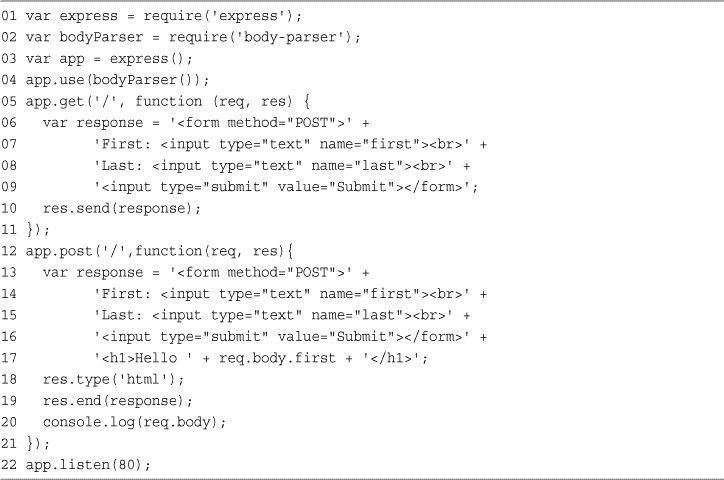 01 var express = require('express');
02 var bodyParser = require('body-parser');
03 var app = express();
04 app.use(bodyParser());
05 app.get('/', function (req, res) {
06   var response = '<form method="POST">' +
07         'First: <input type="text" name="first"><br>' +
08         'Last: <input type="text" name="last"><br>' +
09         '<input type="submit" value="Submit"></form>';
10   res.send(response);
11 });
12 app.post('/',function(req, res){
13   var response = '<form method="POST">' +
14         'First: <input type="text" name="first"><br>' +
15         'Last: <input type="text" name="last"><br>' +
16         '<input type="submit" value="Submit"></form>' +
17         '<h1>Hello ' + req.body.first + '</h1>';
18   res.type('html');
19   res.end(response);
20   console.log(req.body);
21 });
22 app.listen(80);